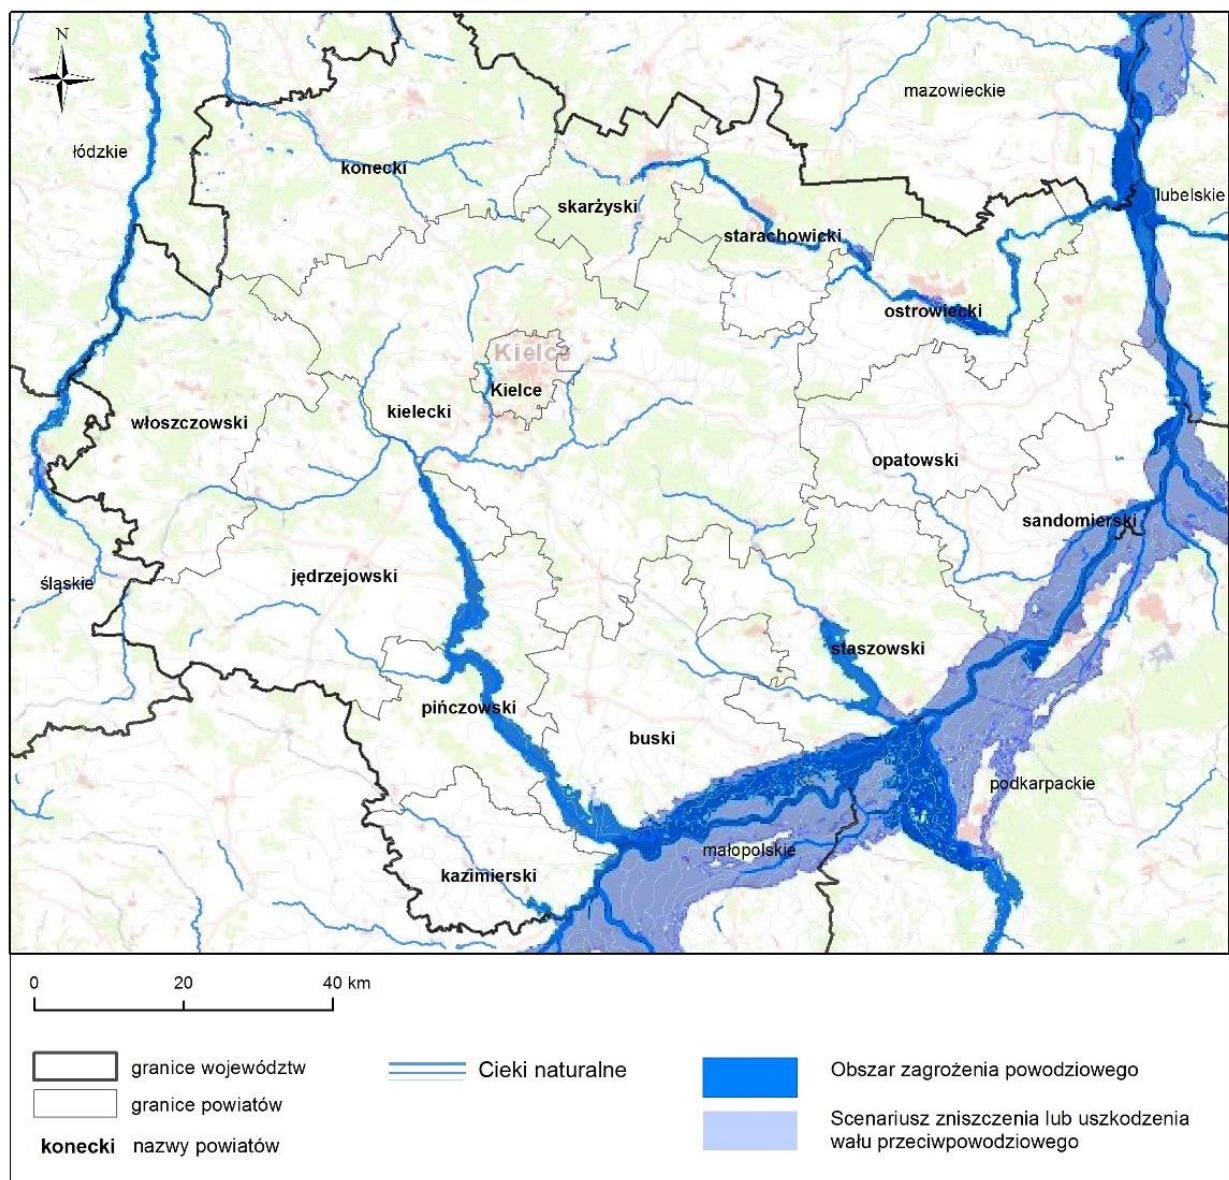 N
mazowieckie
łódzkie
konecki
lubelskie
skarżyski
starachowicki
ostrowiecki
Kielce
Kielce
kielecki
włoszczowski
opatowski
sandomierski
jędrzejowski
śląskie
staszowski
pińczowski
buski
podkarpackie
małopolskie
kazimierski
0 20 40 km
granice województw
Cieki naturalne
Obszar zagrożenia powodziowego
granice powiatów
Scenariusz zniszczenia lub uszkodzenia
wału przeciwpowodziowego
konecki nazwy powiatów